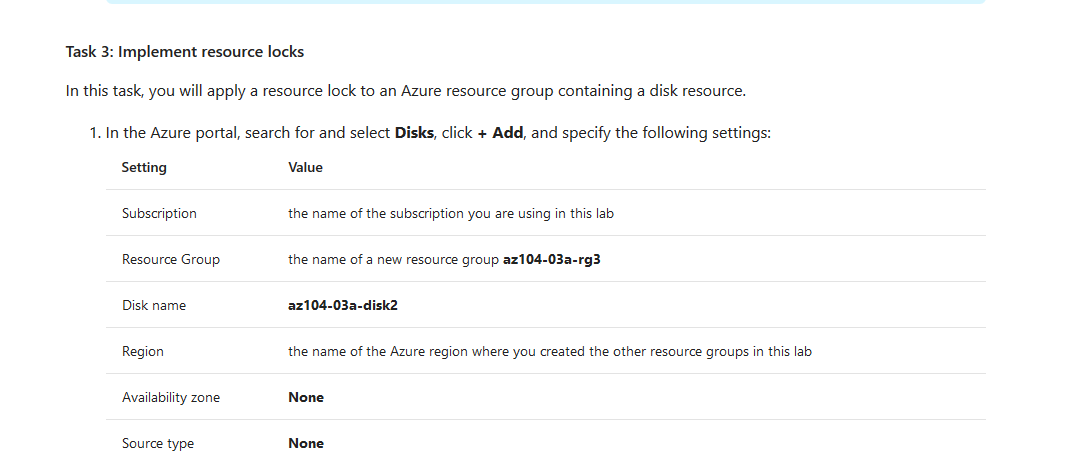 Task 3: Implement resource locks
In this task, you will apply a resource lock to an Azure resource group containing a disk resource.
1. In the Azure portal, search for and select Disks, click + Add, and specify the following settings:
Setting Value
Subscription the name of the subscription you are using in this lab
Resource Group the name of a new resource group az104-03a-rg3
Disk name az104-03a-disk2
Region the name of the Azure region where you created the other resource groups in this lab
Availability zone None
Source type None